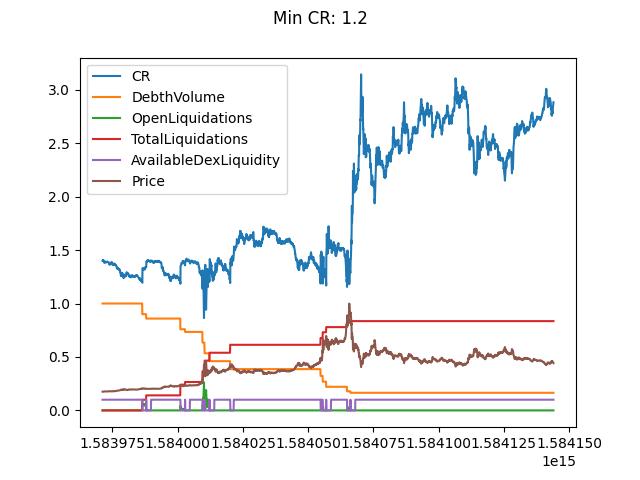 Min CR: 1.2
CR
DebthVolume
OpenLiquidations
TotalLiquidations
AvailableDexLiquidity
Price
3.0
2.5
2.0
1.5
1.0
0.5
0.0
1.583975 1.584000 1.584025 1.584050 1.584075 1.584100 1.584125 1.584150
1e15